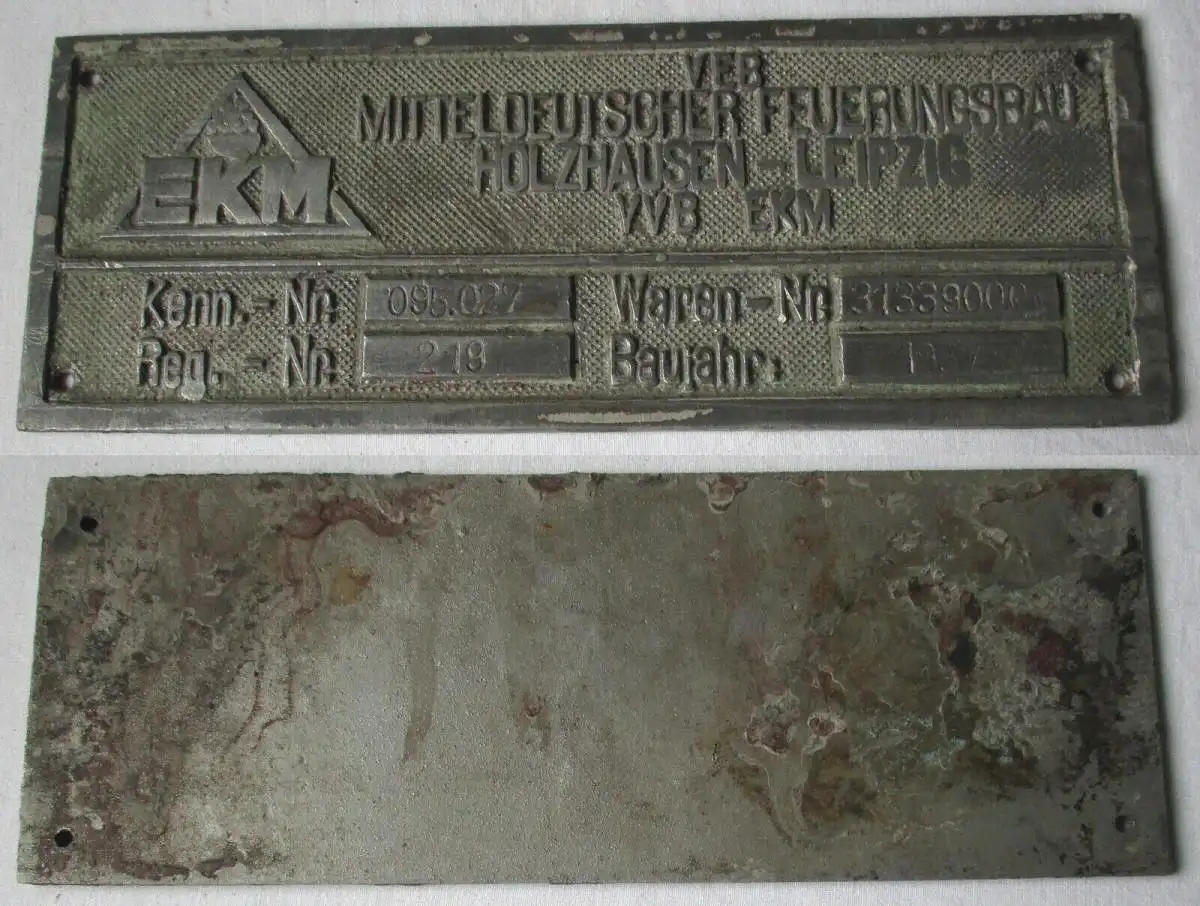 EKM
VEB
MITTELDEUTSCHER FEUERUNGSBAU
HOLZHAUSEN - LEIPZIG
VVB EKM
Kenn. - Nr. 095.027 Waren. - Nr. 31339000
Reg. - Nr. 219 Baujahr: